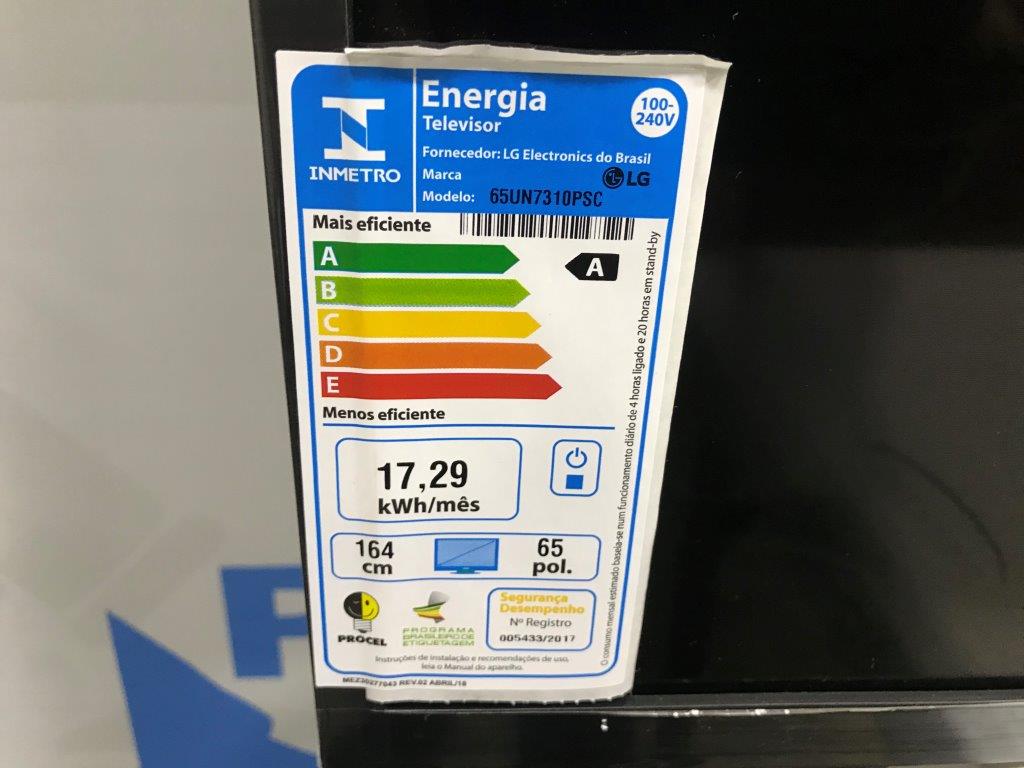 INMETRO
Energia
Televisor
100-
240V
Fornecedor: LG Electronics do Brasil
Marca
LG
Modelo: 65UN7310PSC
Mais eficiente
A
A
B
C
D
E
Menos eficiente
17,29
kWh/mês
164
cm
65
pol.
PROCEL
PROGRAMA
BRASILEIRO DE
ETIQUETAGEM
Segurança
Desempenho
Nº Registro
005433/2017
Instruções de instalação e recomendações de uso,
leia o Manual do aparelho.
MEZ30277043 REV.02 ABRIL/18
O consumo mensal estimado baseia-se num funcionamento diário de 4 horas ligado e 20 horas em stand-by